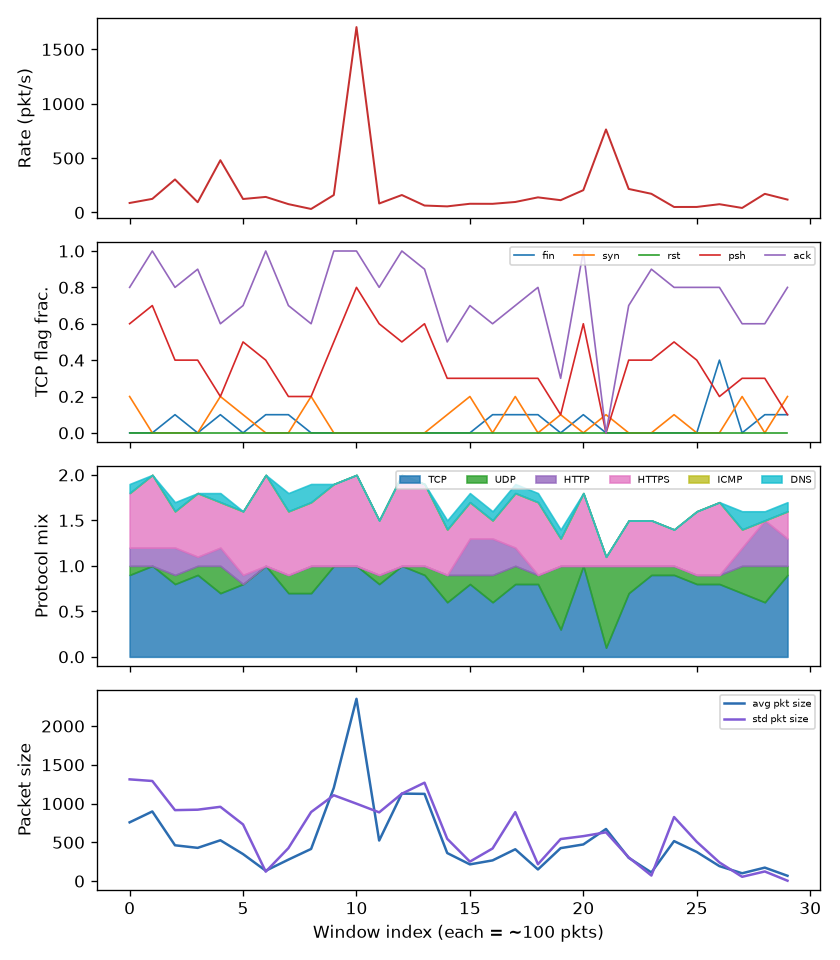 Rate (pkt/s)
1500
1000
500
0
TCP flag frac.
1.0
0.8
0.6
0.4
0.2
0.0
fin syn rst psh ack
Protocol mix
2.0
1.5
1.0
0.5
0.0
TCP UDP HTTP HTTPS ICMP DNS
Packet size
2000
1500
1000
500
0
avg pkt size
std pkt size
0 5 10 15 20 25 30
Window index (each = ~100 pkts)